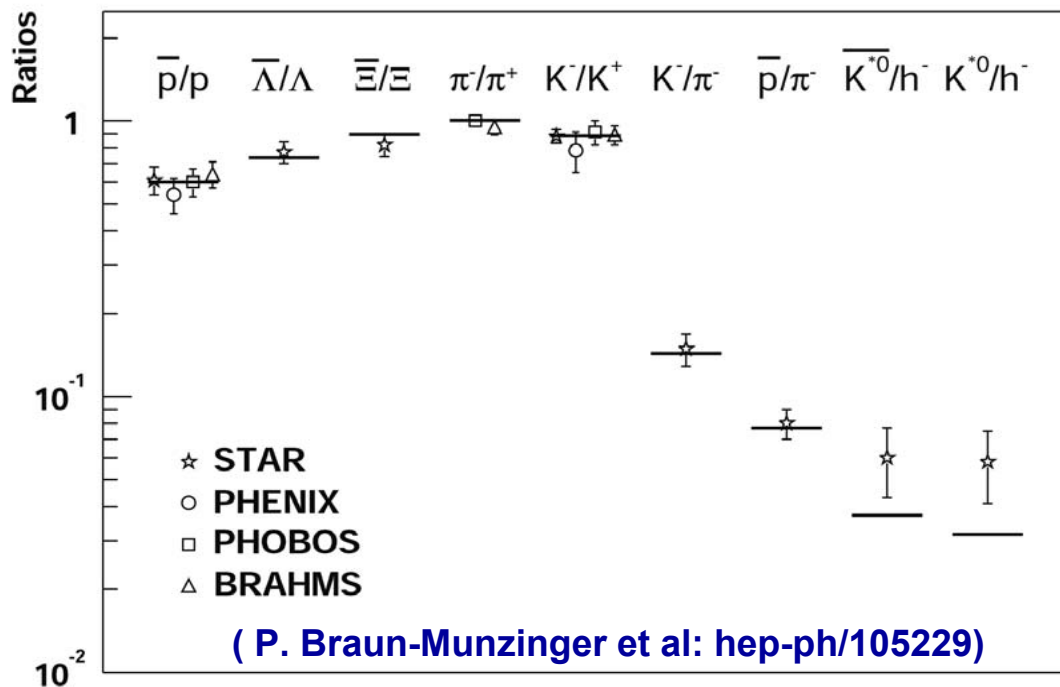 Ratios
p̅/p Λ̅/Λ Ξ̅/Ξ π⁻/π⁺ K⁻/K⁺ K⁻/π⁻ p̅/π⁻ K̅*⁰/h⁻ K*⁰/h⁻
1
10⁻¹
STAR
PHENIX
PHOBOS
BRAHMS
( P. Braun-Munzinger et al: hep-ph/105229)
10⁻²